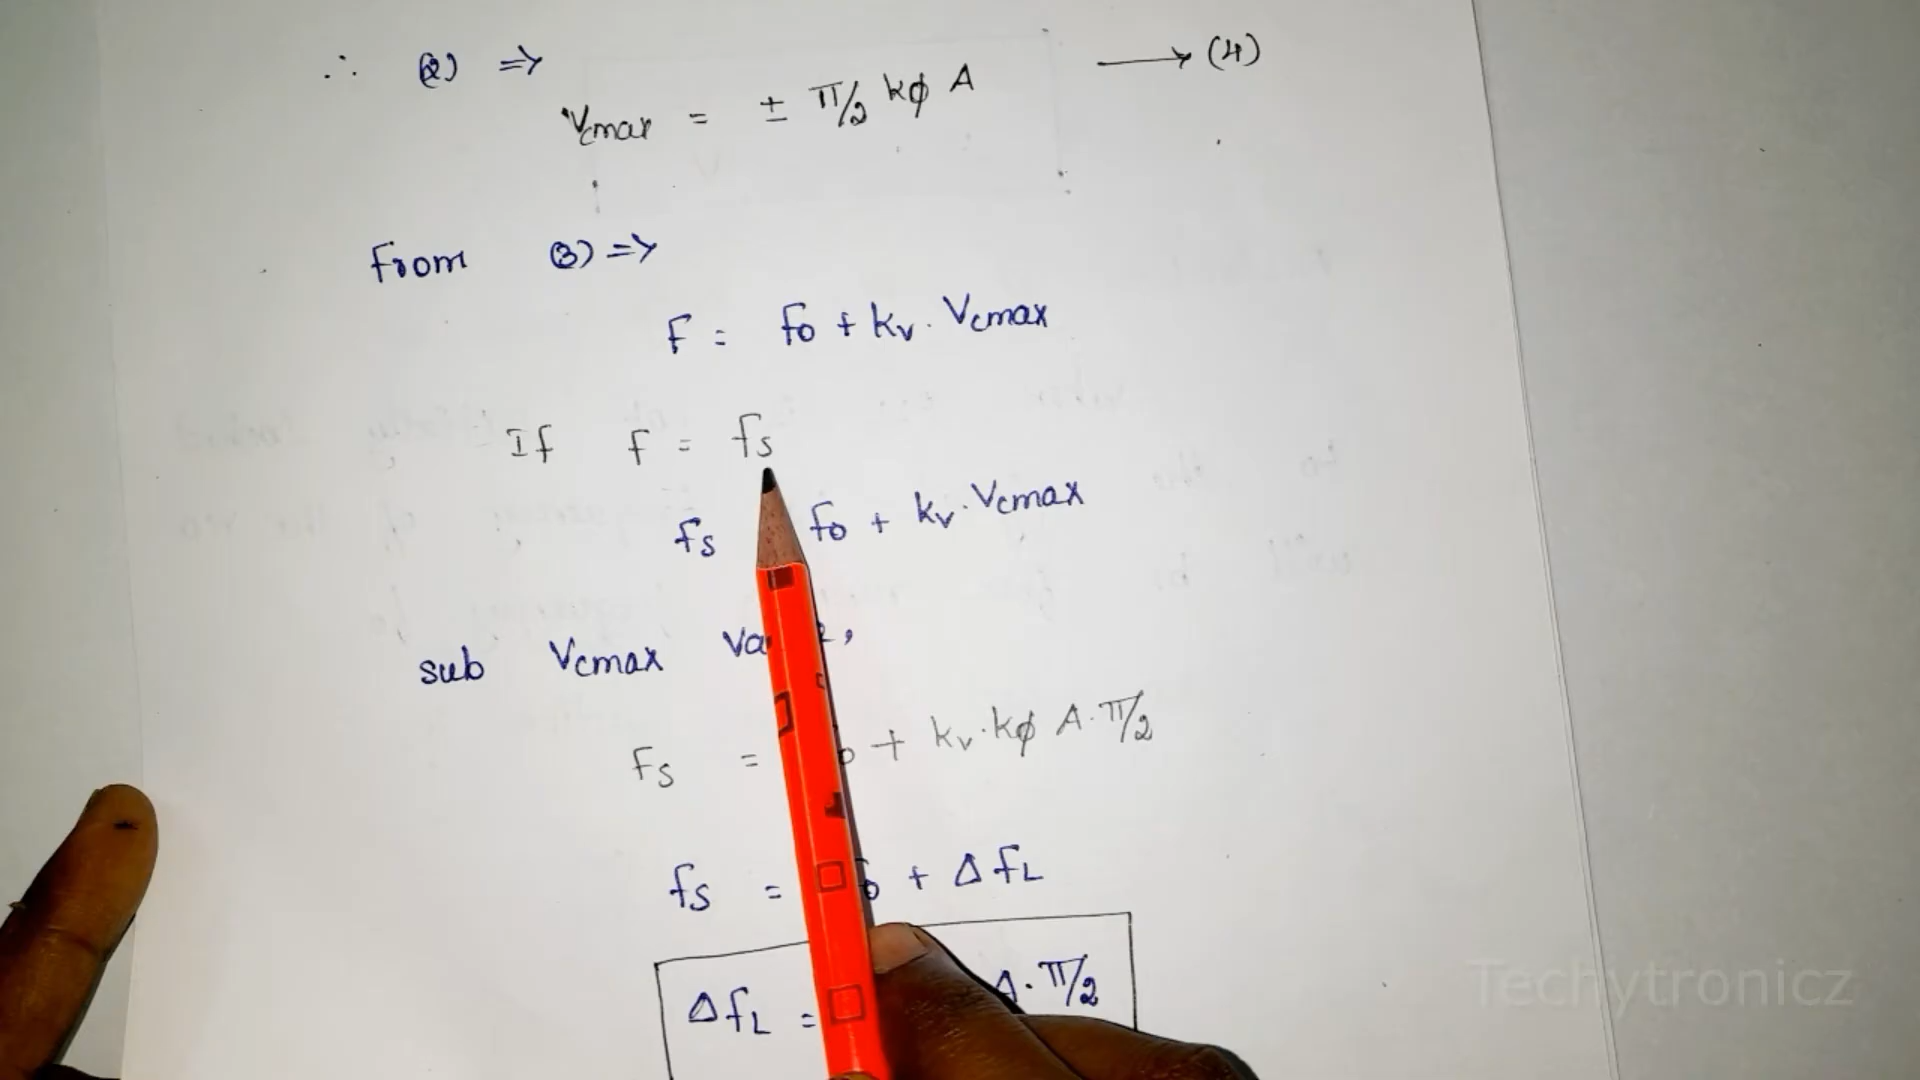 ∴ (2) ⇒
Vcmax = ± π/2 kϕ A ⟶ (4)
From (3) ⇒
F = fo + kv. Vcmax
If f = fs
fs fo + kv. Vcmax
sub Vcmax
Fs = + kv. kϕ A. π/2
fs = + Δ fL
Δ fL = A. π/2
Techytronicz